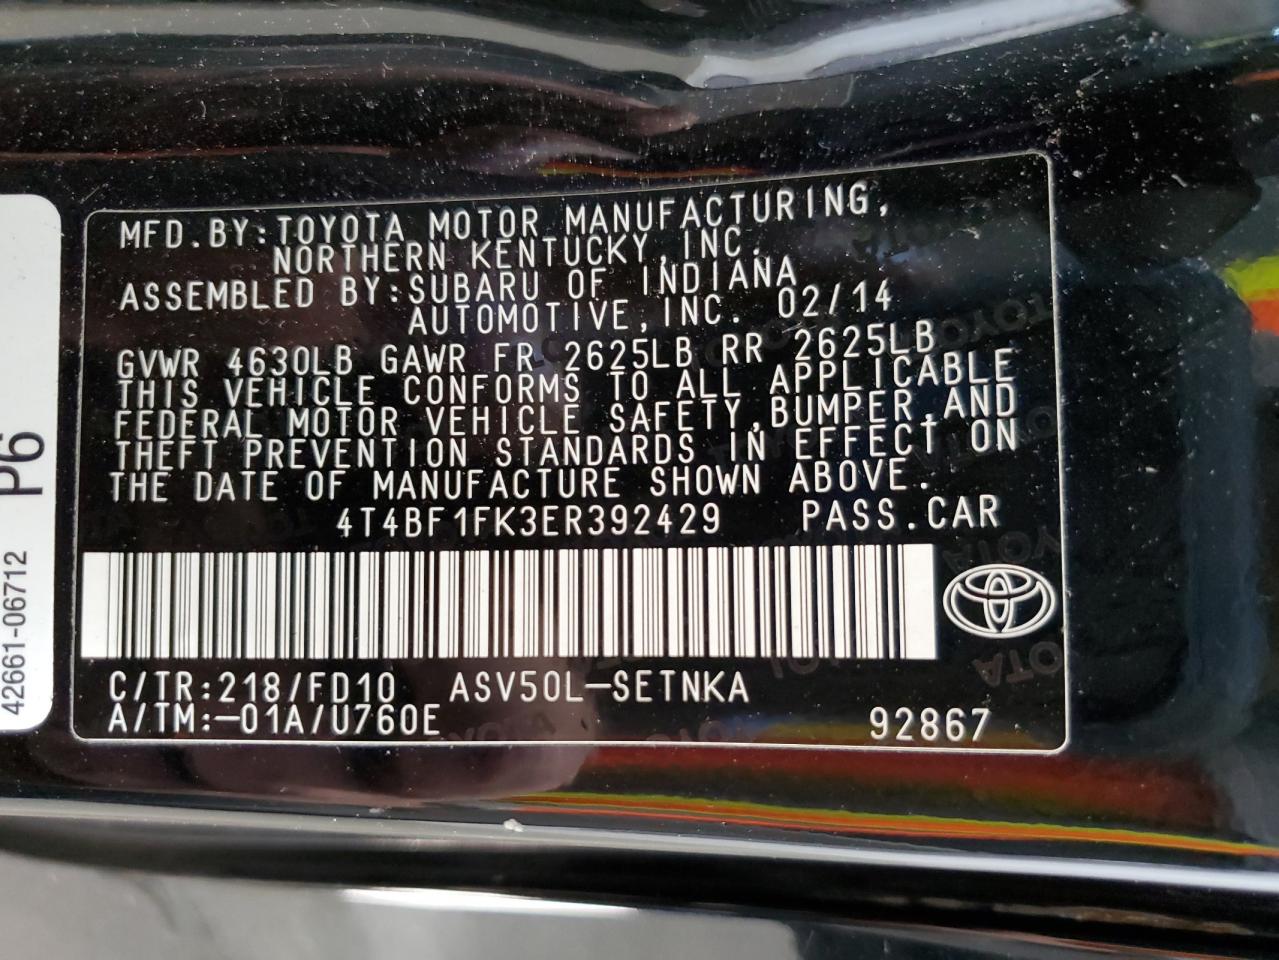 MFD.BY:TOYOTA MOTOR MANUFACTURING,
NORTHERN KENTUCKY,INC.
ASSEMBLED BY:SUBARU OF INDIANA
AUTOMOTIVE,INC. 02/14
GVWR 4630LB GAWR FR 2625LB RR 2625LB
THIS VEHICLE CONFORMS TO ALL APPLICABLE
FEDERAL MOTOR VEHICLE SAFETY,BUMPER,AND
THEFT PREVENTION STANDARDS IN EFFECT ON
THE DATE OF MANUFACTURE SHOWN ABOVE.
4T4BF1FK3ER392429 PASS.CAR
C/TR:218/FD10 ASV50L-SETNKA
A/TM:-01A/U760E 92867
P6
42661-06712